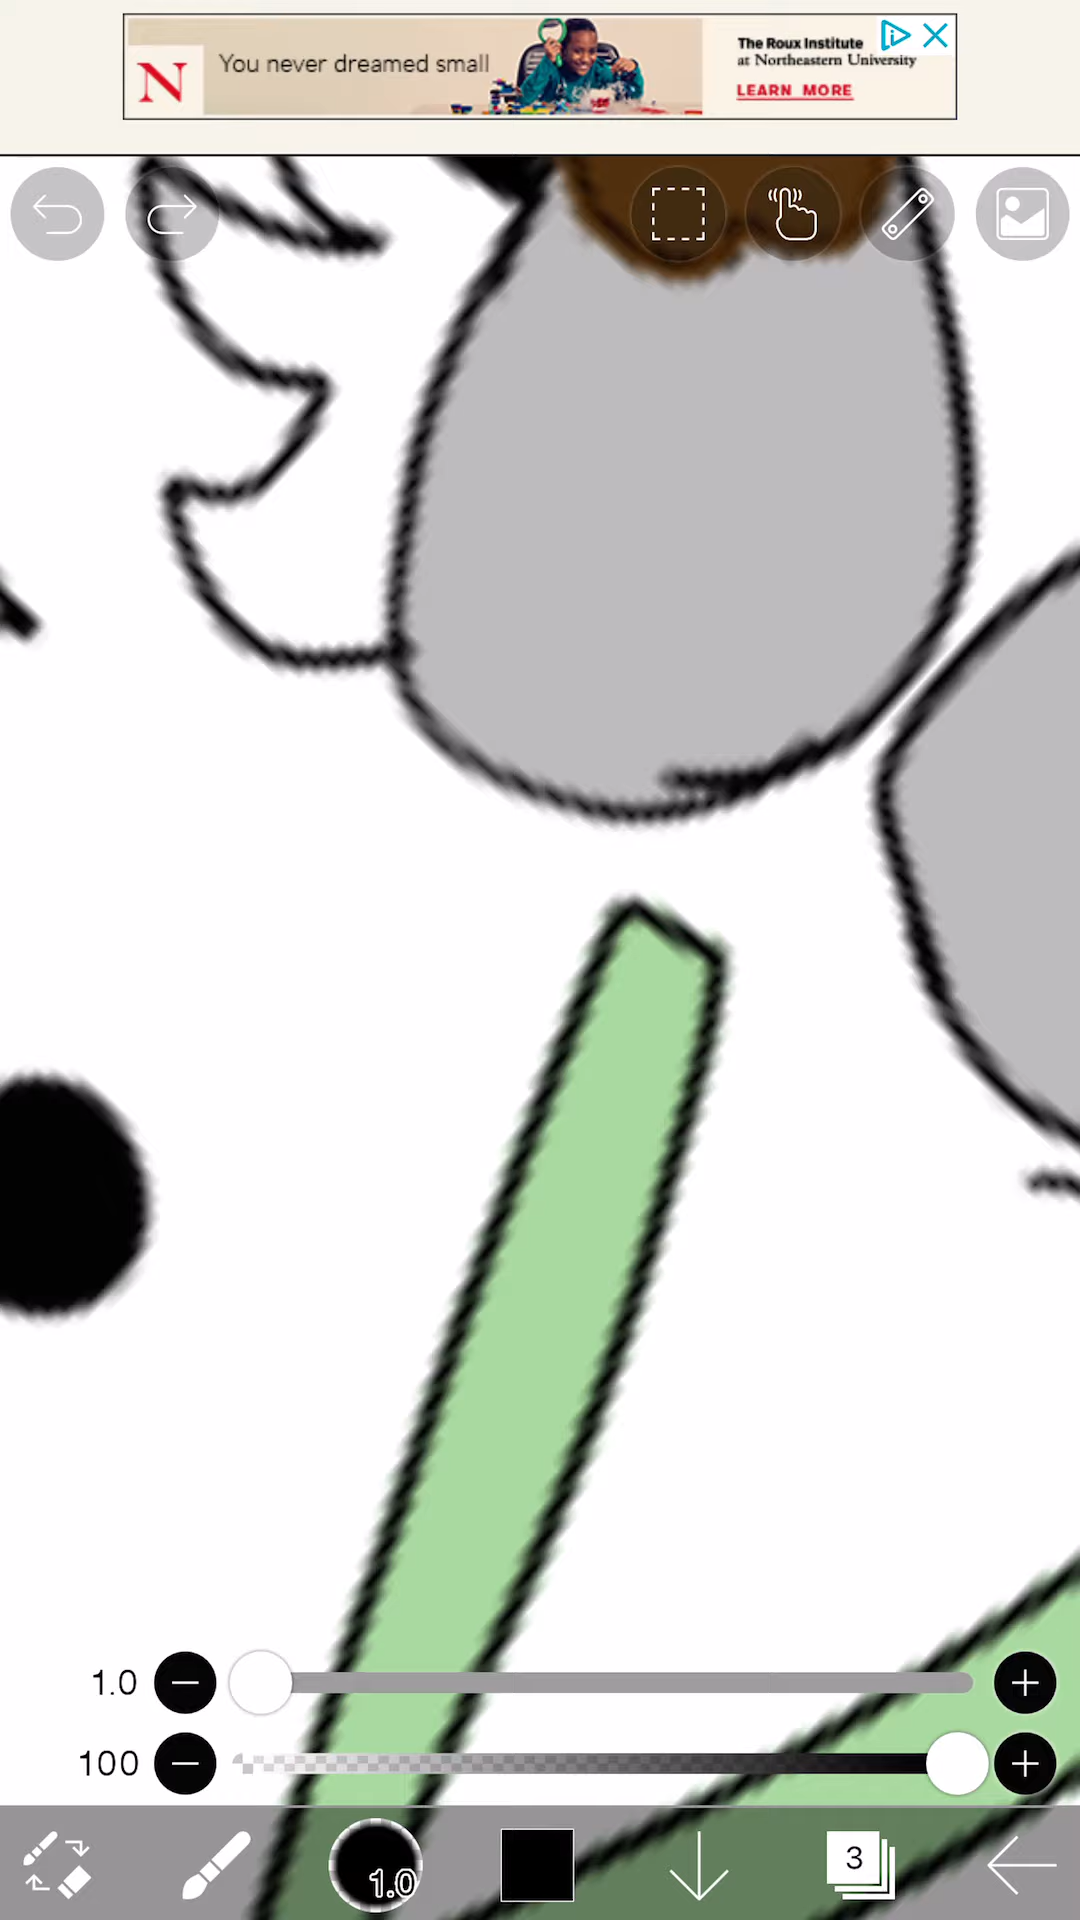 N
You never dreamed small
The Roux Institute
at Northeastern University
LEARN MORE
1.0
100
1.0
3